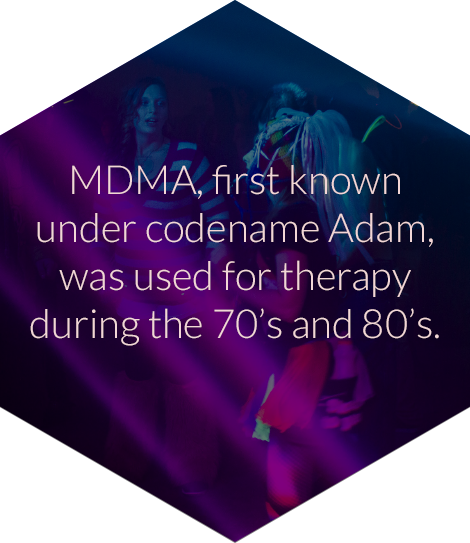 MDMA, first known
under codename Adam,
was used for therapy
during the 70’s and 80’s.